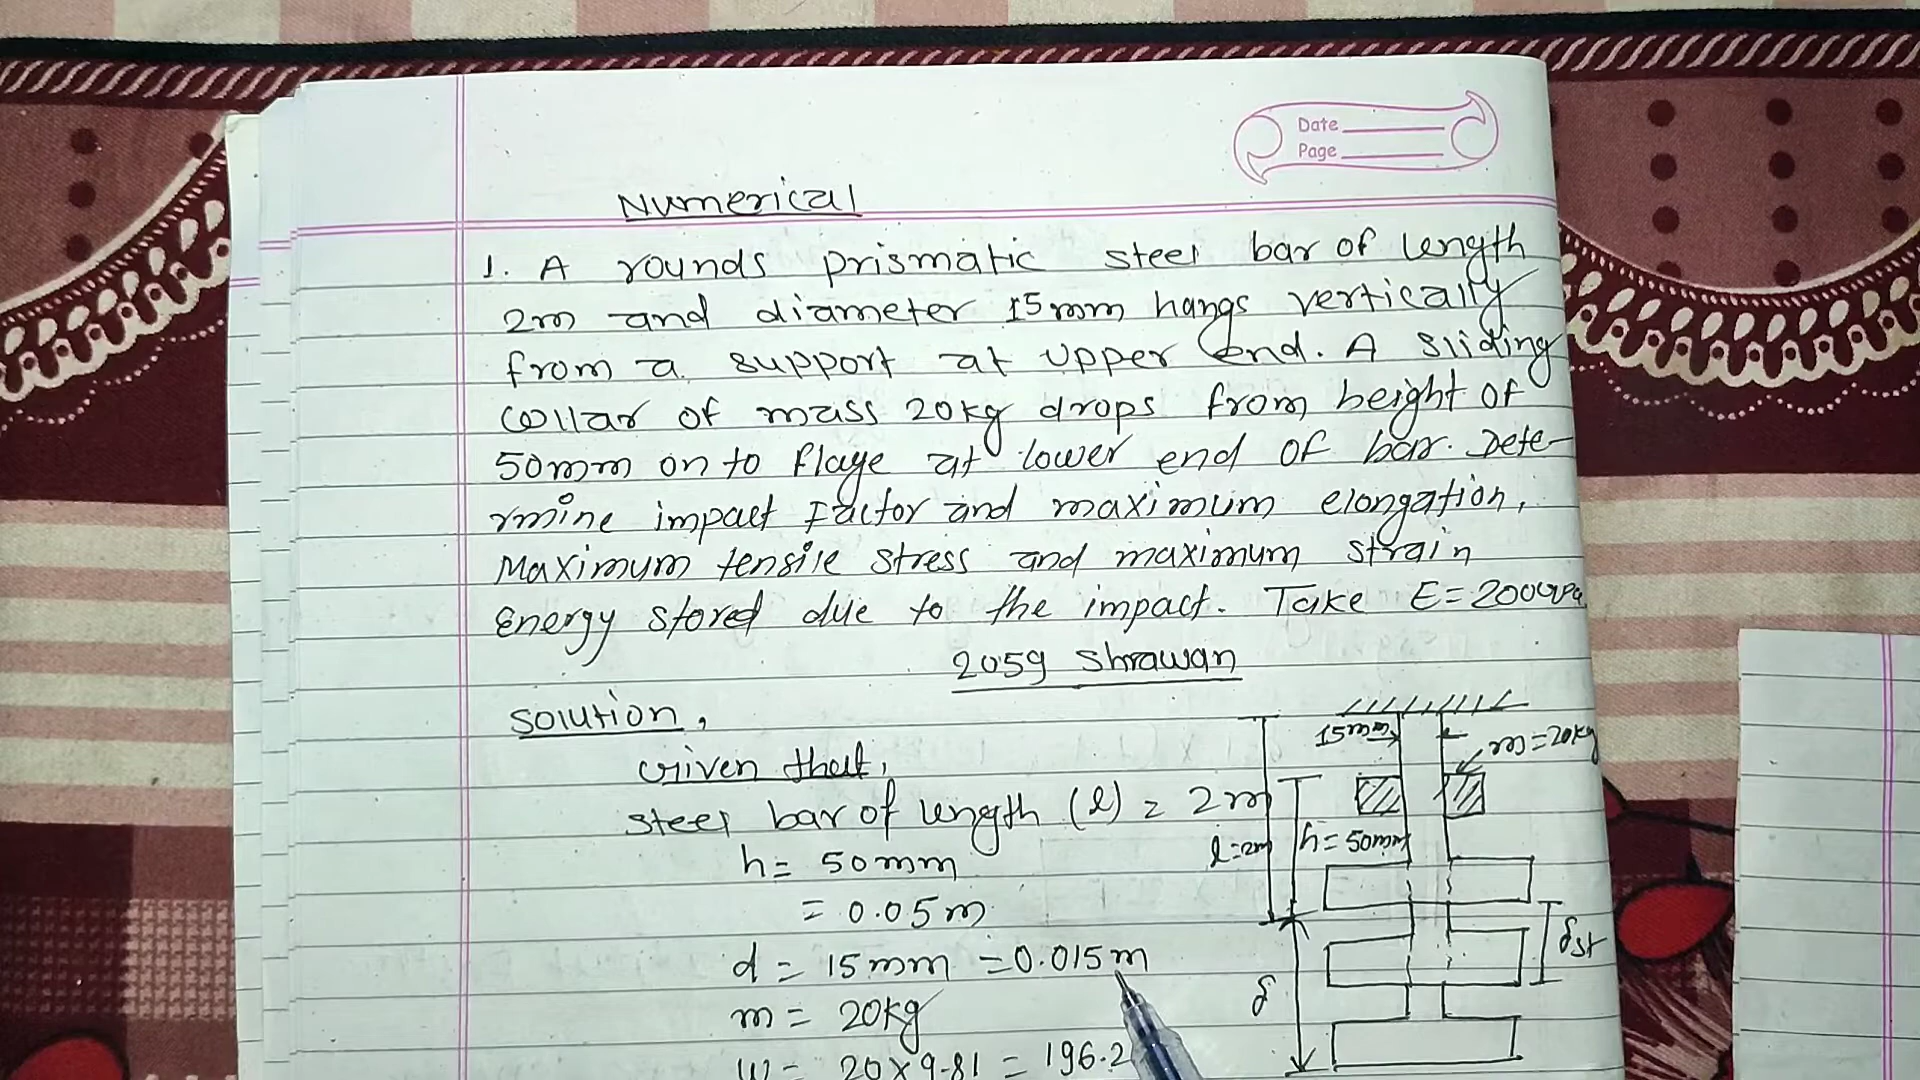 Date
Page
Numerical
1. A rounds prismatic steel bar of length
2m and diameter 15mm hangs vertically
from a support at upper end. A sliding
collar of mass 20kg drops from height of
50mm on to flage at lower end of bar. Dete-
rmine impact Factor and maximum elongation,
Maximum tensile stress and maximum strain
energy stored due to the impact. Take E=200GPa
2059 Shrawan
Solution,
Given that,
steel bar of length (l) = 2m
h= 50mm
= 0.05m
d = 15mm =0.015m
m = 20kg
W = 20x9.81 = 196.2
15mm
m=20kg
l=2m
h=50mm
δst
δ